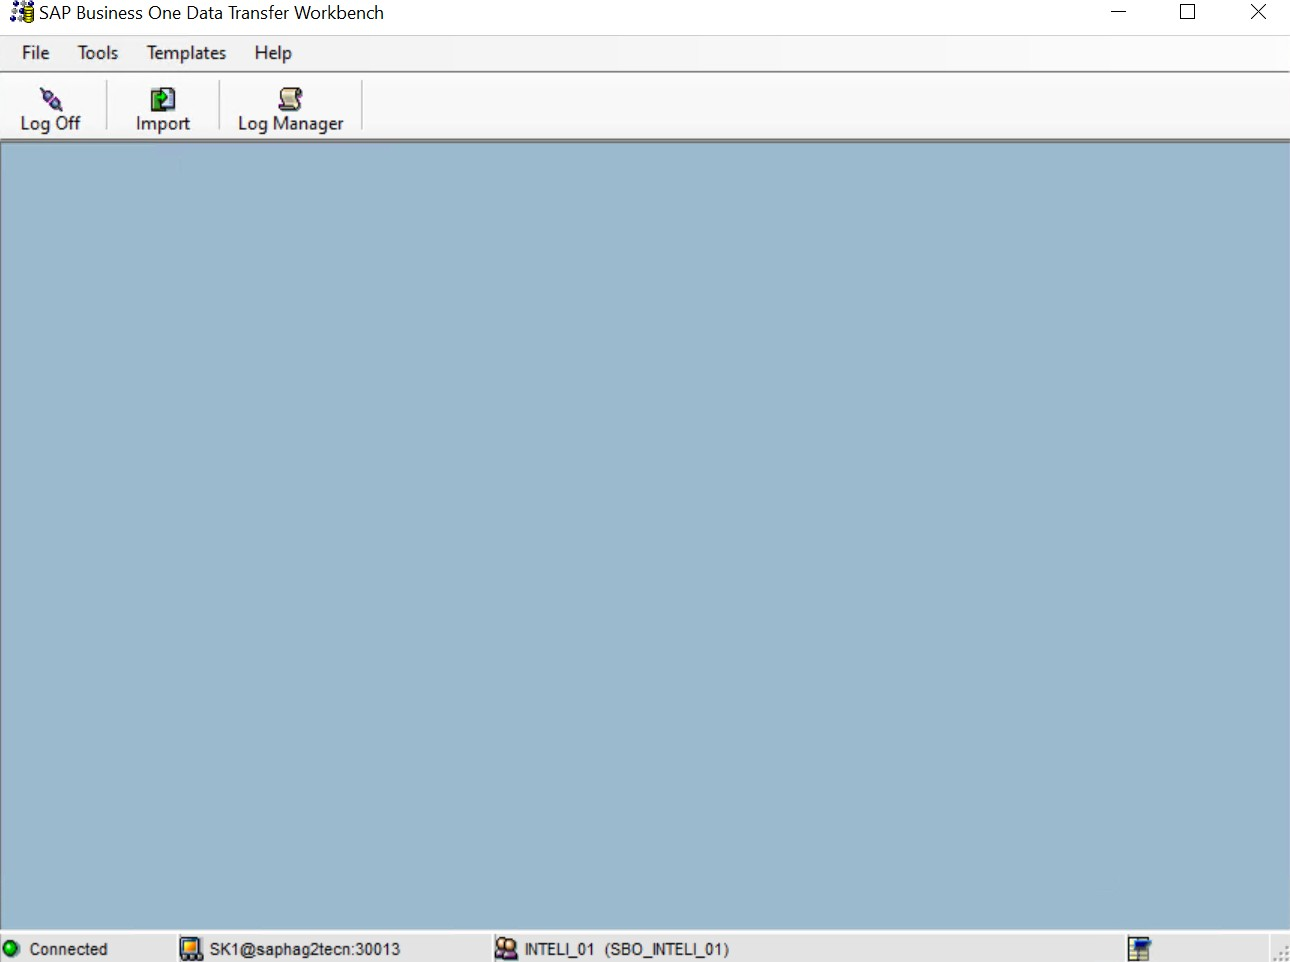 SAP Business One Data Transfer Workbench
File Tools Templates Help
Log Off Import Log Manager
Connected SK1@saphag2tecn:30013 INTELI_01 (SBO_INTELI_01)